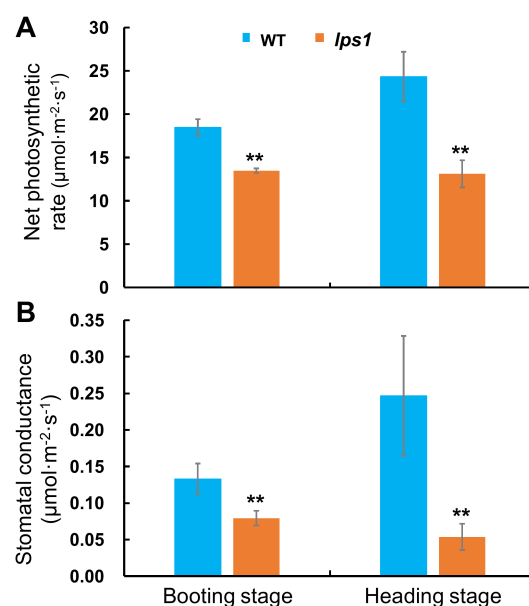 A
WT lps1
Net photosynthetic
rate (μmol·m⁻²·s⁻¹)
30
25
20
15
10
5
0
**
**
B
Stomatal conductance
(μmol·m⁻²·s⁻¹)
0.35
0.30
0.25
0.20
0.15
0.10
0.05
0.00
**
**
Booting stage Heading stage